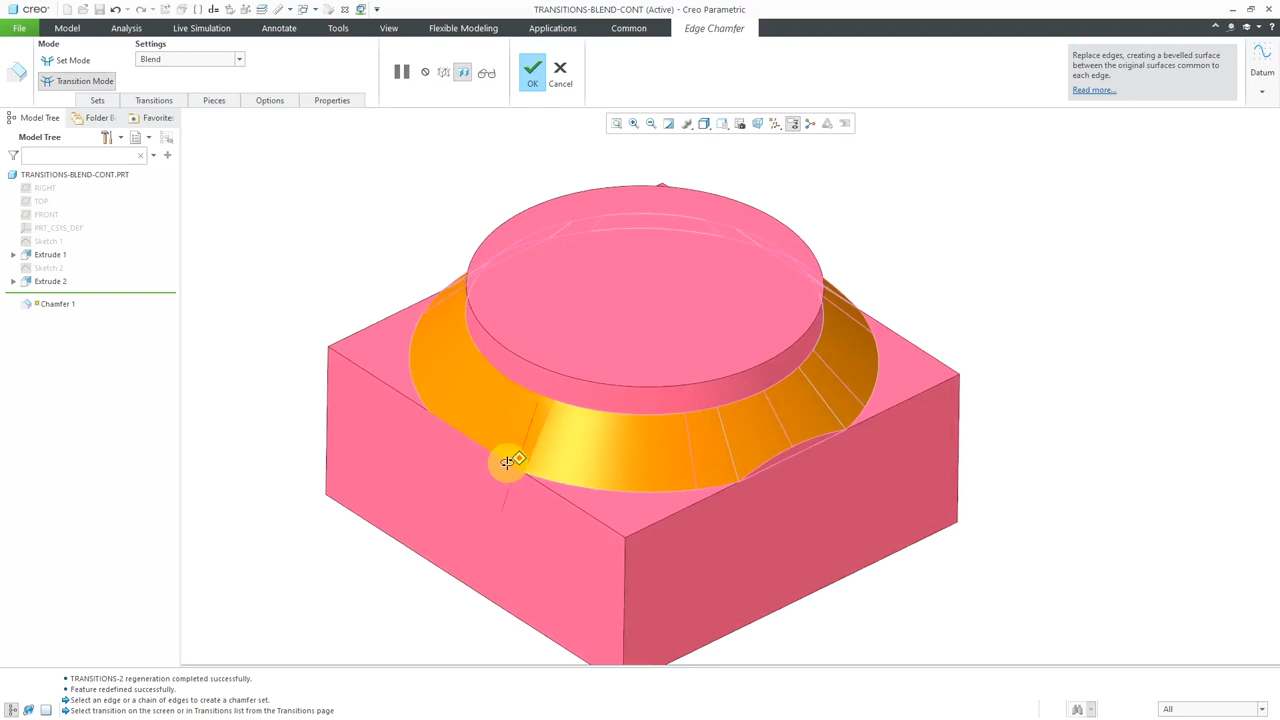 creo
TRANSITIONS-BLEND-CONT (Active) - Creo Parametric
File
Model
Analysis
Live Simulation
Annotate
Tools
View
Flexible Modeling
Applications
Common
Edge Chamfer
Mode
Settings
Set Mode
Blend
Transition Mode
OK
Cancel
Replace edges, creating a bevelled surface
between the original surfaces common to
each edge.
Read more...
Datum
Sets
Transitions
Pieces
Options
Properties
Model Tree
Folder B
Favorite:
Model Tree
TRANSITIONS-BLEND-CONT.PRT
RIGHT
TOP
FRONT
PRT_CSYS_DEF
Sketch 1
Extrude 1
Sketch 2
Extrude 2
Chamfer 1
• TRANSITIONS-2 regeneration completed successfully.
• Feature redefined successfully.
Select an edge or a chain of edges to create a chamfer set.
Select transition on the screen or in Transitions list from the Transitions page
All